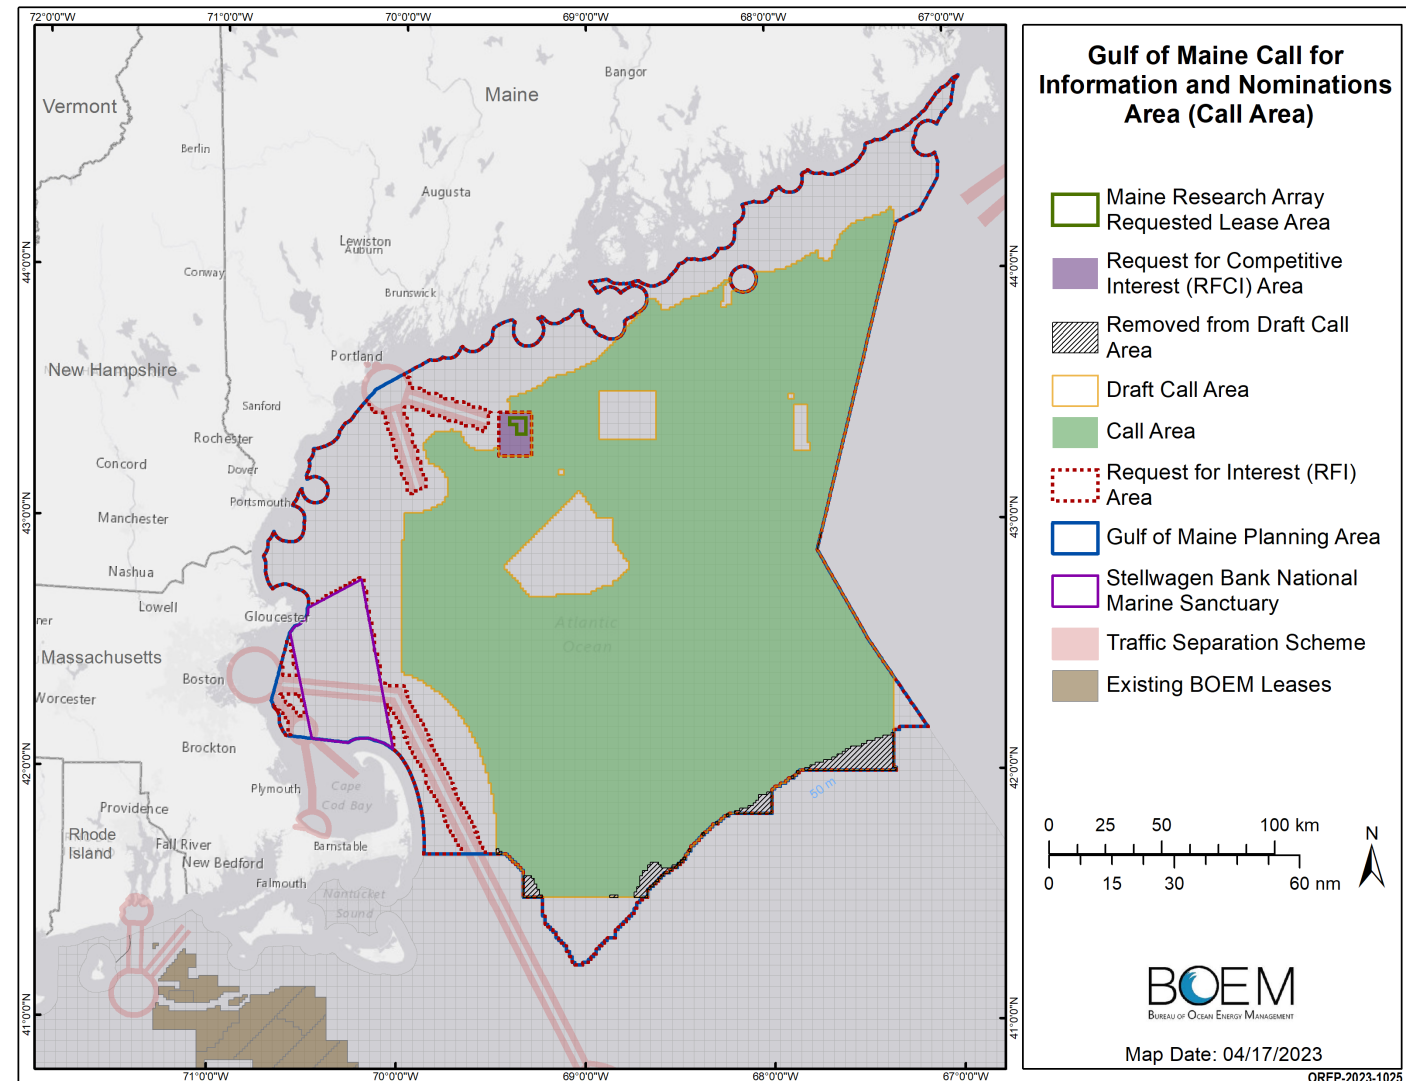 72°0'0"W
71°0'0"W
70°0'0"W
69°0'0"W
68°0'0"W
67°0'0"W
Vermont
Maine
Bangor
Berlin
Augusta
Lewiston
Auburn
Conway
Brunswick
44°0'0"N
44°0'0"N
Portland
New Hampshire
Sanford
Rochester
Concord
Dover
Portsmouth
Manchester
43°0'0"N
43°0'0"N
Nashua
Lowell
Gloucester
ner
Atlantic
Ocean
Massachusetts
Boston
Worcester
Brockton
42°0'0"N
42°0'0"N
Plymouth
Cape
Cod Bay
50 m
Providence
Rhode
Island
Fall River
Barnstable
New Bedford
Falmouth
Nantucket
Sound
41°0'0"N
41°0'0"N
71°0'0"W
70°0'0"W
69°0'0"W
68°0'0"W
67°0'0"W
Gulf of Maine Call for
Information and Nominations
Area (Call Area)
Maine Research Array
Requested Lease Area
Request for Competitive
Interest (RFCI) Area
Removed from Draft Call
Area
Draft Call Area
Call Area
Request for Interest (RFI)
Area
Gulf of Maine Planning Area
Stellwagen Bank National
Marine Sanctuary
Traffic Separation Scheme
Existing BOEM Leases
0 25 50 100 km
0 15 30 60 nm
N
BOEM
BUREAU OF OCEAN ENERGY MANAGEMENT
Map Date: 04/17/2023
OREP-2023-1025